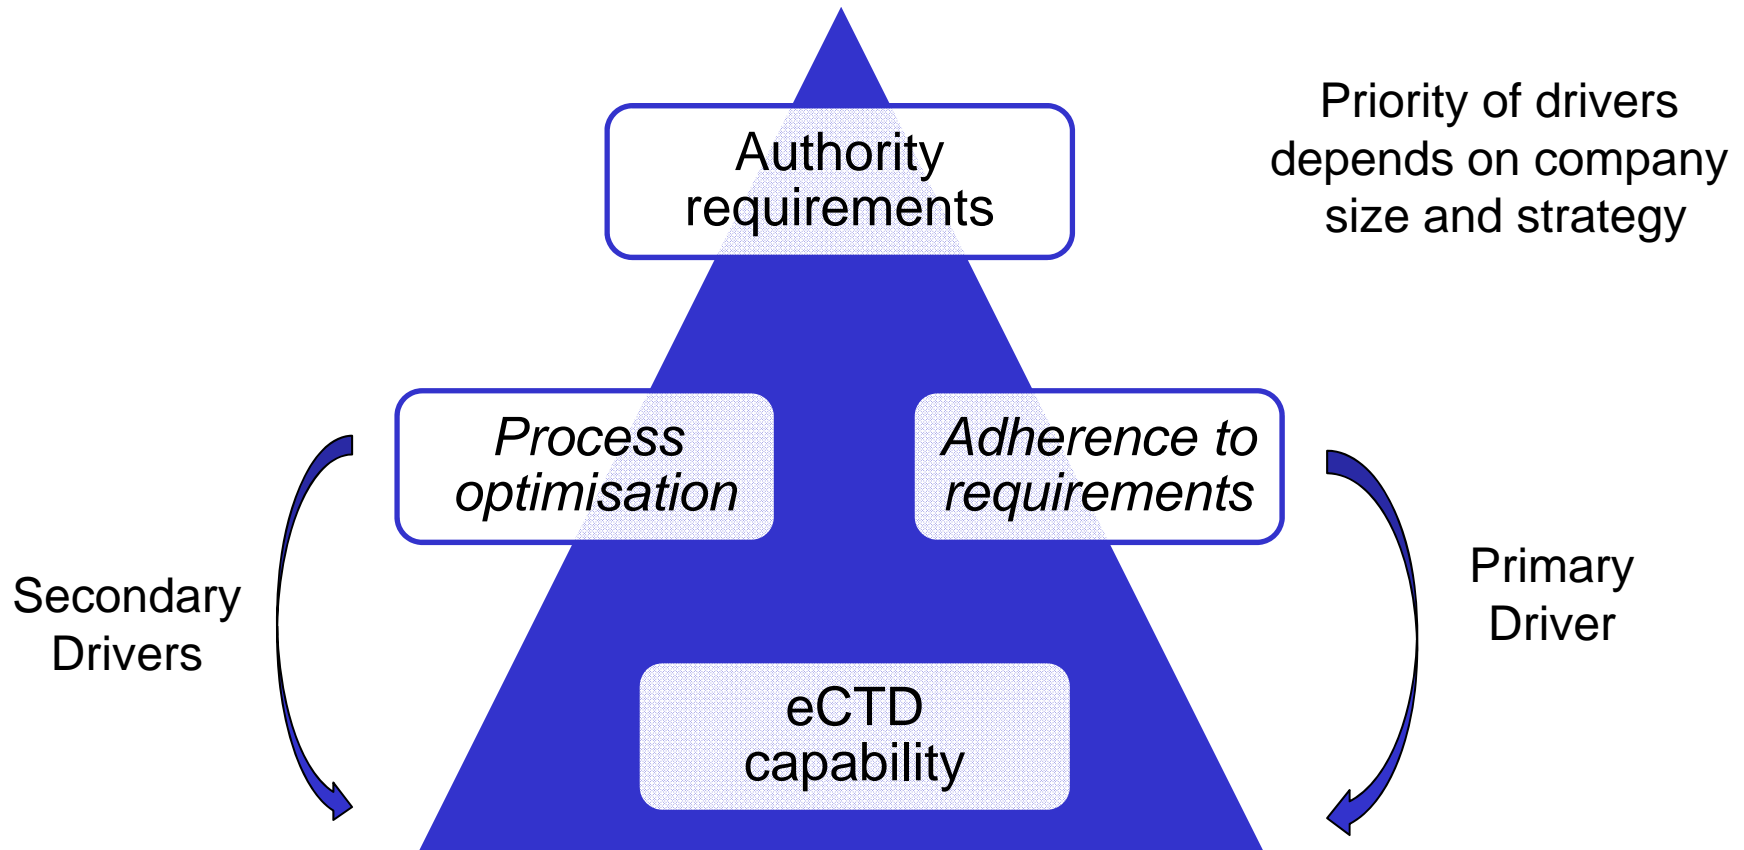 Authority
requirements
Priority of drivers
depends on company
size and strategy
Process
optimisation
Adherence to
requirements
Secondary
Drivers
Primary
Driver
eCTD
capability